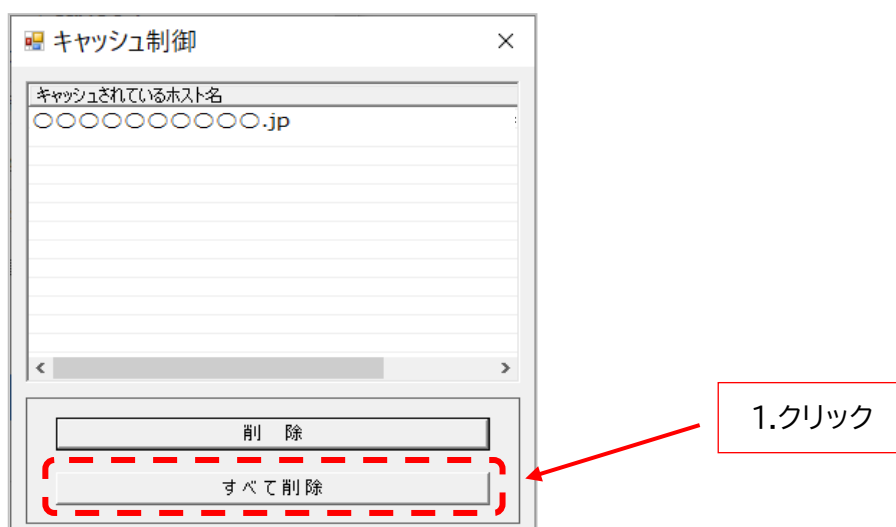 キャッシュ制御
キャッシュされているホスト名
○○○○○○○○○○.jp
削 除
1.クリック
すべて削除